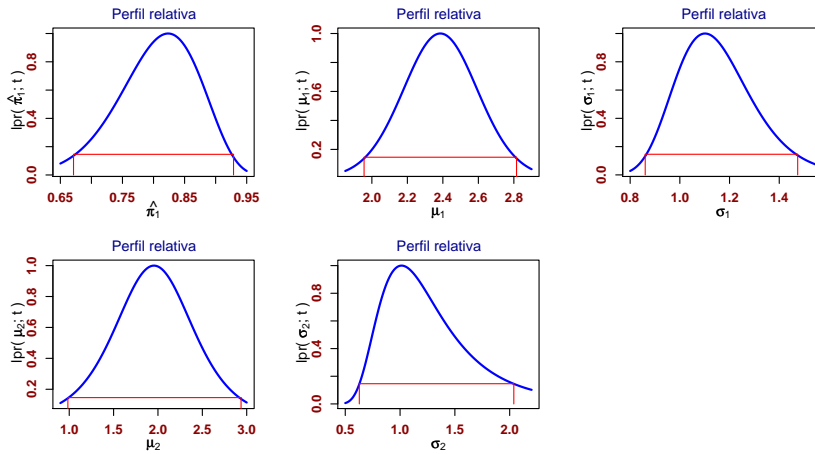 Perfil relativa
lpr( π̂₁; t )
0.0 0.4 0.8
0.65 0.75 0.85 0.95
π̂₁
Perfil relativa
lpr( μ₁; t )
0.2 0.6 1.0
2.0 2.2 2.4 2.6 2.8
μ₁
Perfil relativa
lpr( σ₁; t )
0.0 0.4 0.8
0.8 1.0 1.2 1.4
σ₁
Perfil relativa
lpr( μ₂; t )
0.2 0.4 0.6 0.8 1.0
1.0 1.5 2.0 2.5 3.0
μ₂
Perfil relativa
lpr( σ₂; t )
0.0 0.4 0.8
0.5 1.0 1.5 2.0
σ₂